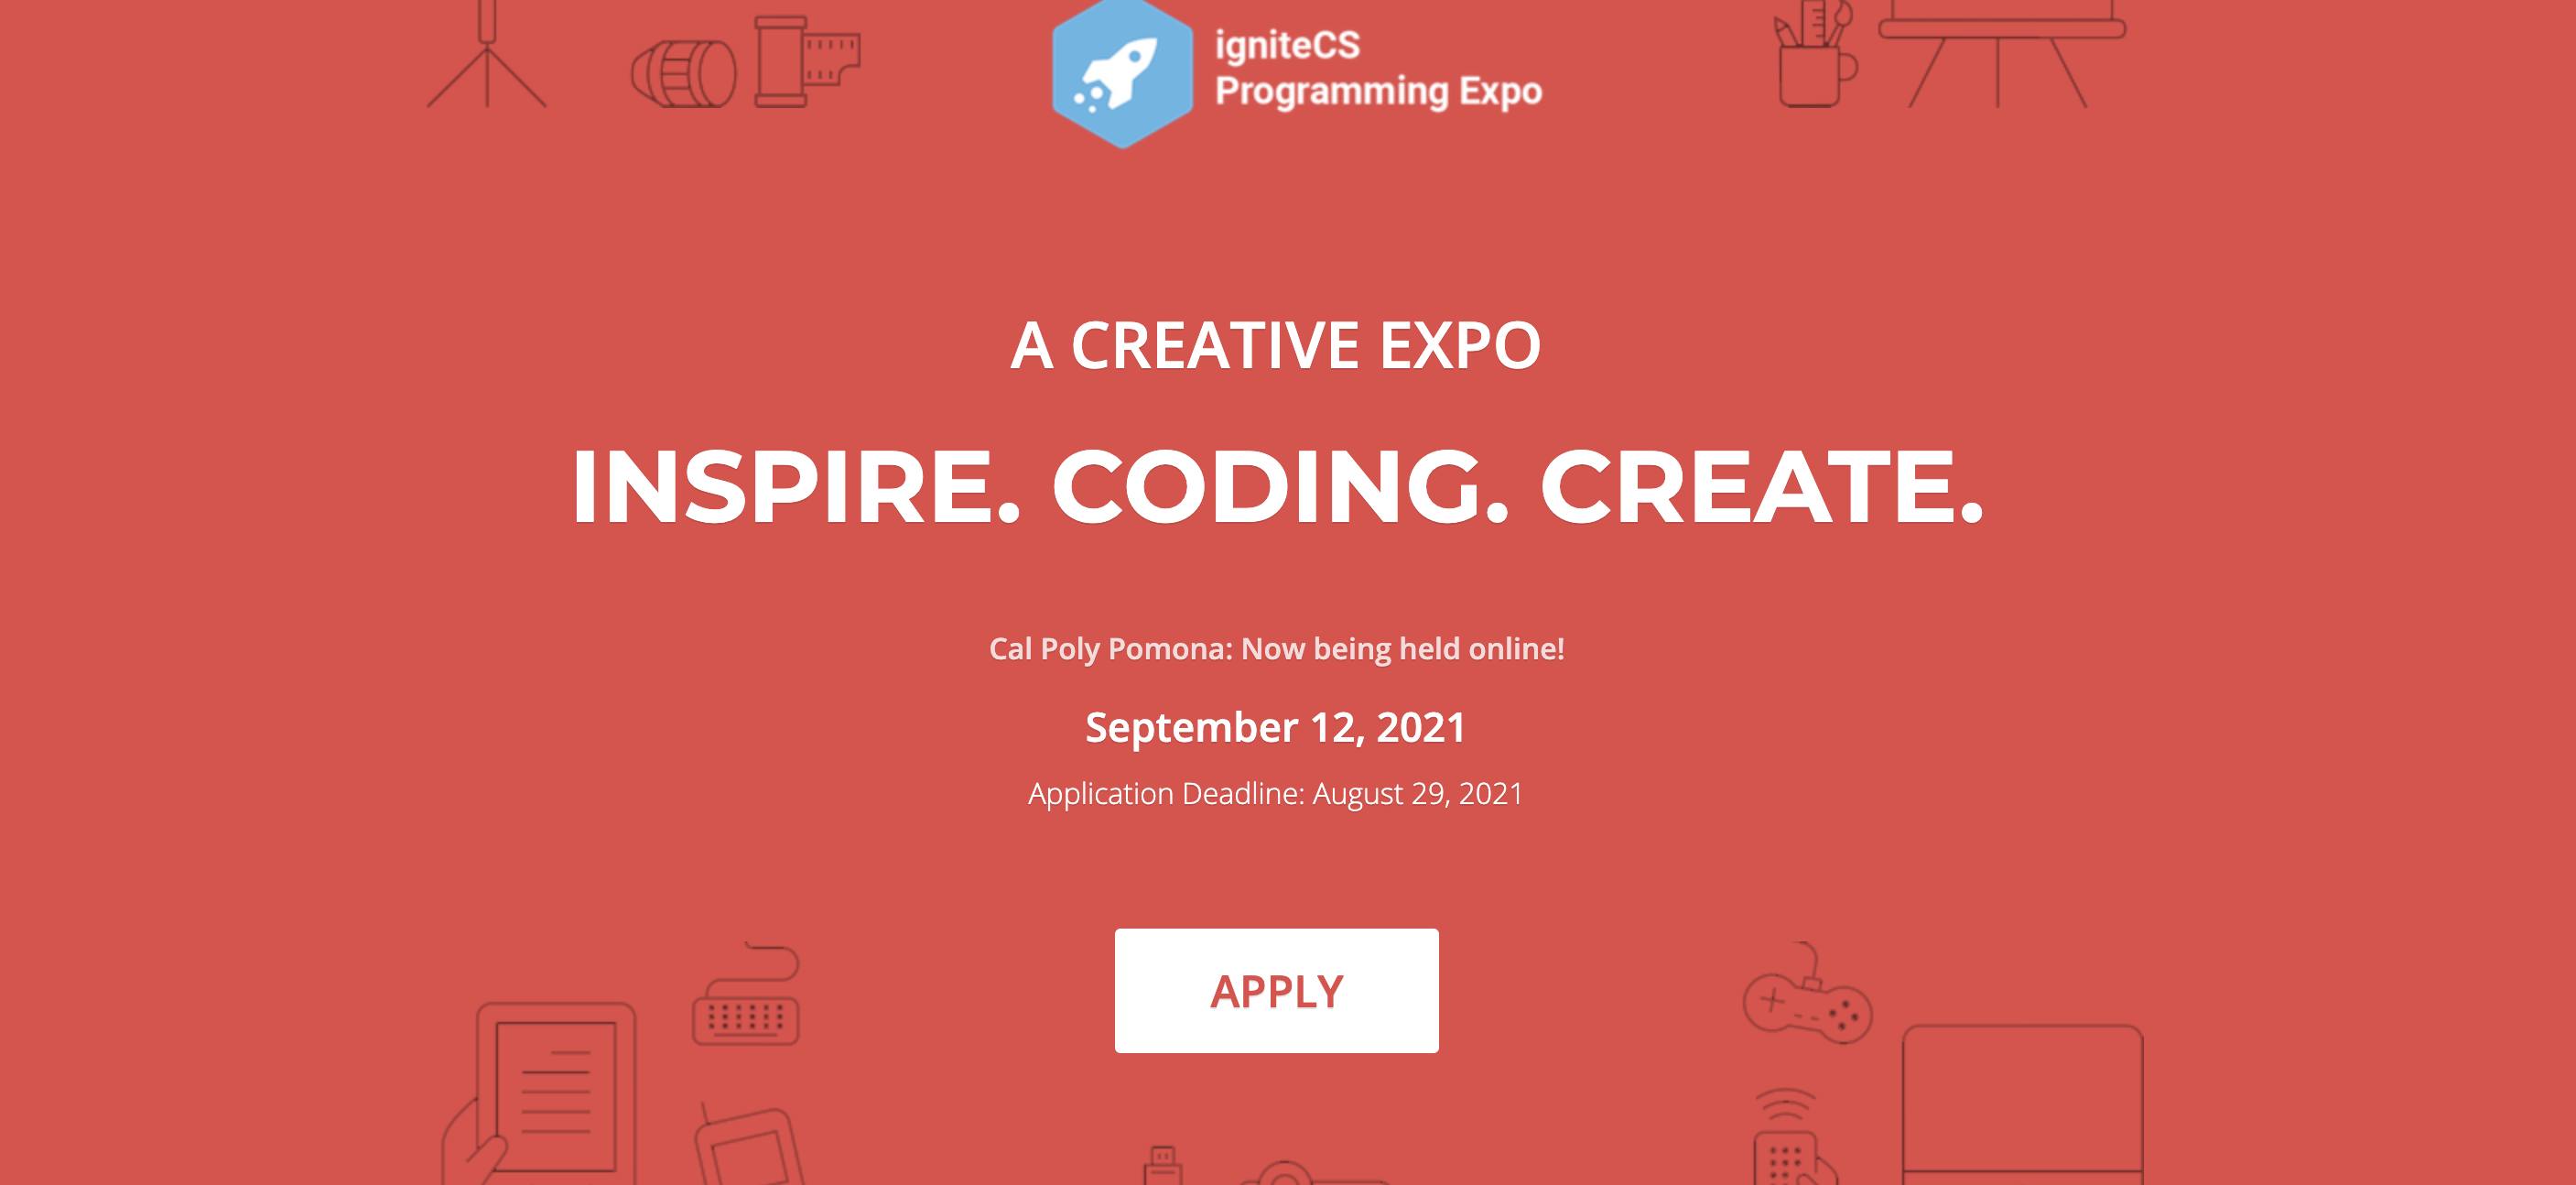 igniteCS
Programming Expo
A CREATIVE EXPO
INSPIRE. CODING. CREATE.
Cal Poly Pomona: Now being held online!
September 12, 2021
Application Deadline: August 29, 2021
APPLY